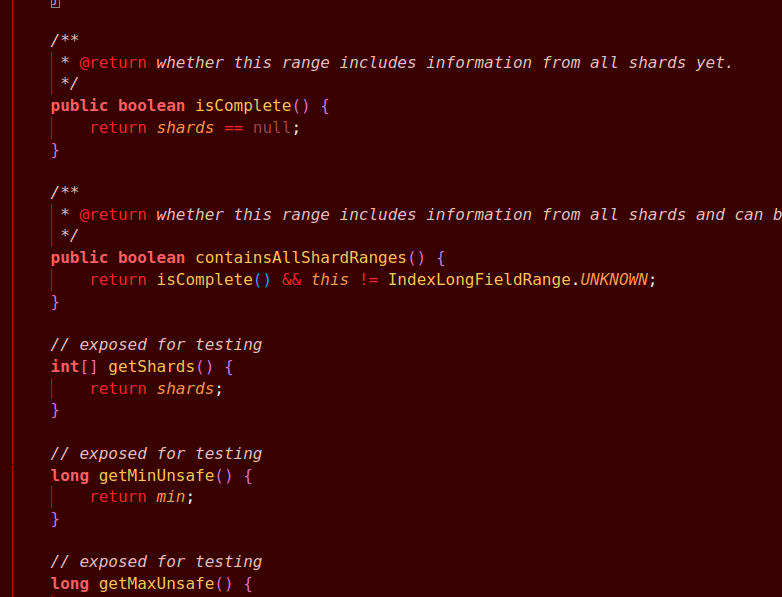 }
/**
* @return whether this range includes information from all shards yet.
*/
public boolean isComplete() {
return shards == null;
}
/**
* @return whether this range includes information from all shards and can
*/
public boolean containsAllShardRanges() {
return isComplete() && this != IndexLongFieldRange.UNKNOWN;
}
// exposed for testing
int[] getShards() {
return shards;
}
// exposed for testing
long getMinUnsafe() {
return min;
}
// exposed for testing
long getMaxUnsafe() {